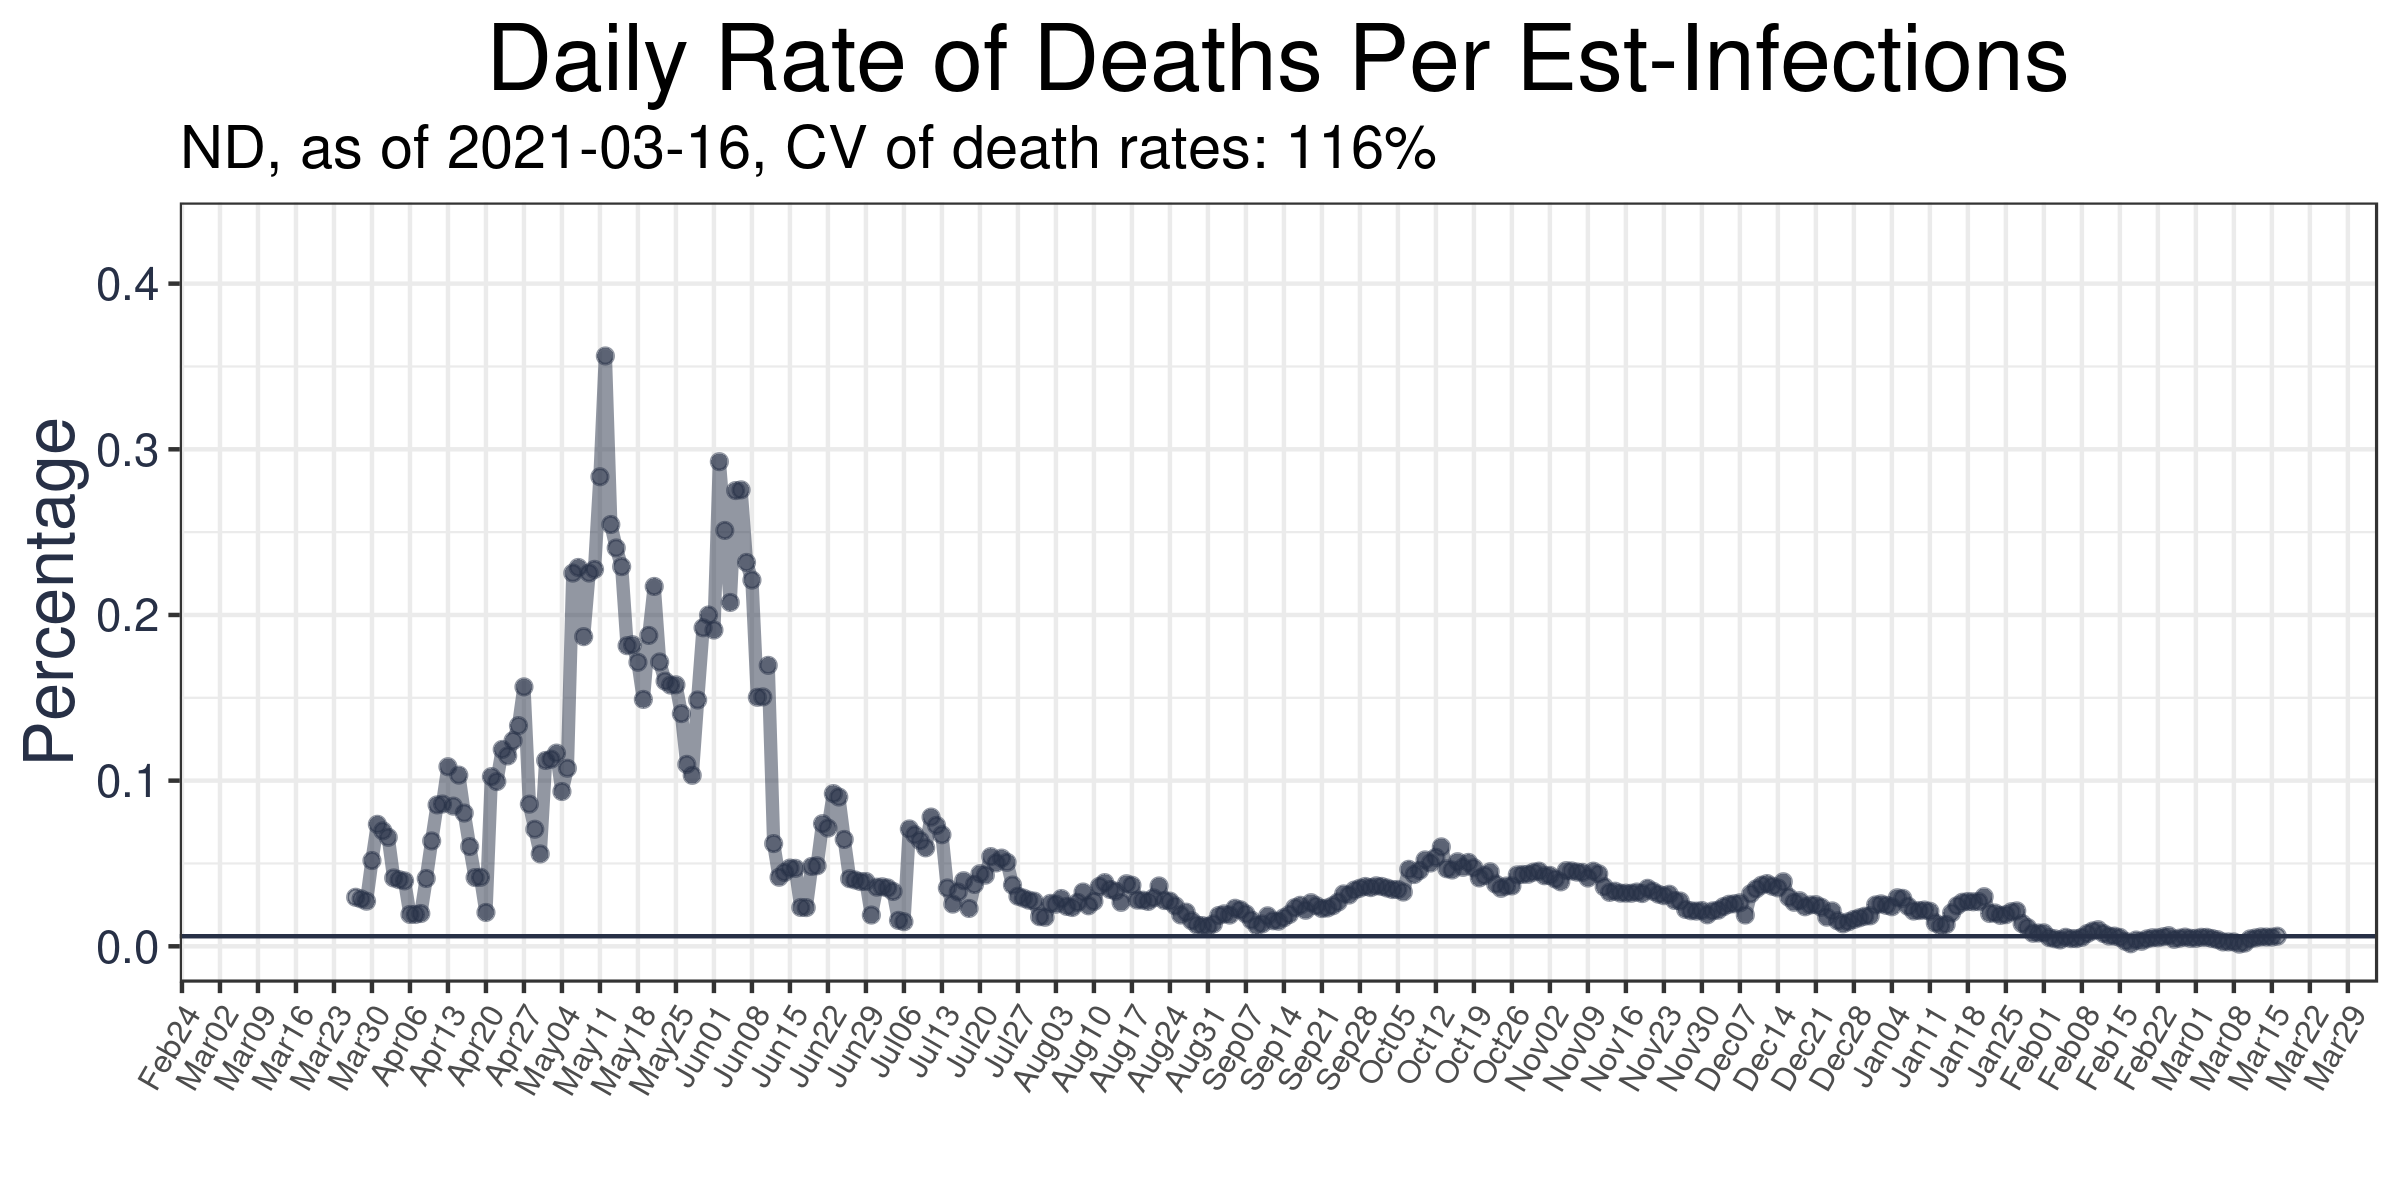 Daily Rate of Deaths Per Est-Infections
ND, as of 2021-03-16, CV of death rates: 116%
Percentage
0.4
0.3
0.2
0.1
0.0
Feb24
Mar02
Mar09
Mar16
Mar23
Mar30
Apr06
Apr13
Apr20
Apr27
May04
May11
May18
May25
Jun01
Jun08
Jun15
Jun22
Jun29
Jul06
Jul13
Jul20
Jul27
Aug03
Aug10
Aug17
Aug24
Aug31
Sep07
Sep14
Sep21
Sep28
Oct05
Oct12
Oct19
Oct26
Nov02
Nov09
Nov16
Nov23
Nov30
Dec07
Dec14
Dec21
Dec28
Jan04
Jan11
Jan18
Jan25
Feb01
Feb08
Feb15
Feb22
Mar01
Mar08
Mar15
Mar22
Mar29